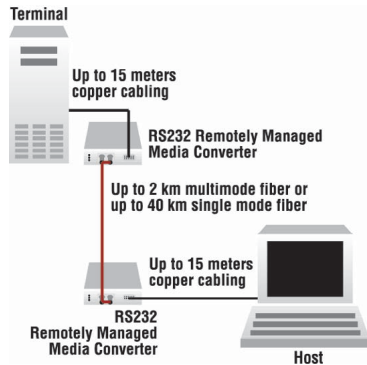 Terminal
Up to 15 meters
copper cabling
RS232 Remotely Managed
Media Converter
Up to 2 km multimode fiber or
up to 40 km single mode fiber
Up to 15 meters
copper cabling
RS232
Remotely Managed
Media Converter
Host